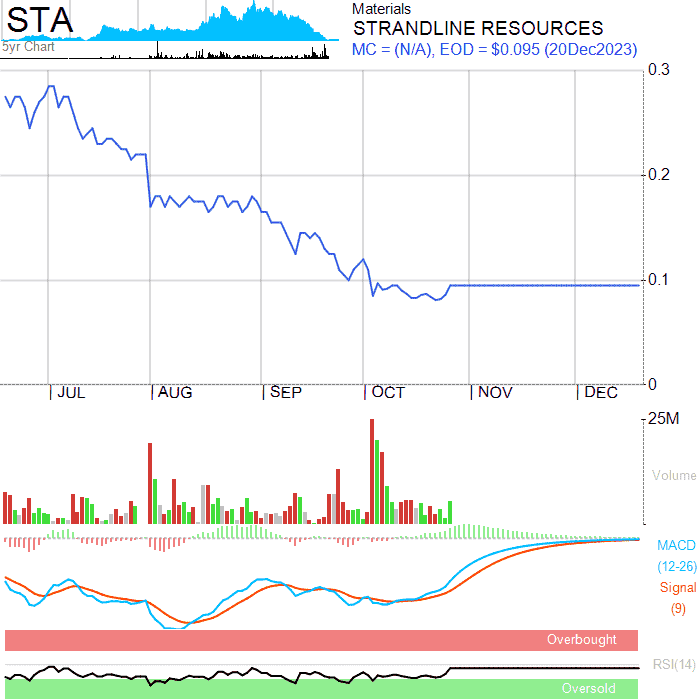 STA
5yr Chart
Materials
STRANDLINE RESOURCES
MC = (N/A), EOD = $0.095 (20Dec2023)
0.3
0.2
0.1
0
JUL AUG SEP OCT NOV DEC
25M
Volume
MACD
(12-26)
Signal
(9)
Overbought
RSI(14)
Oversold